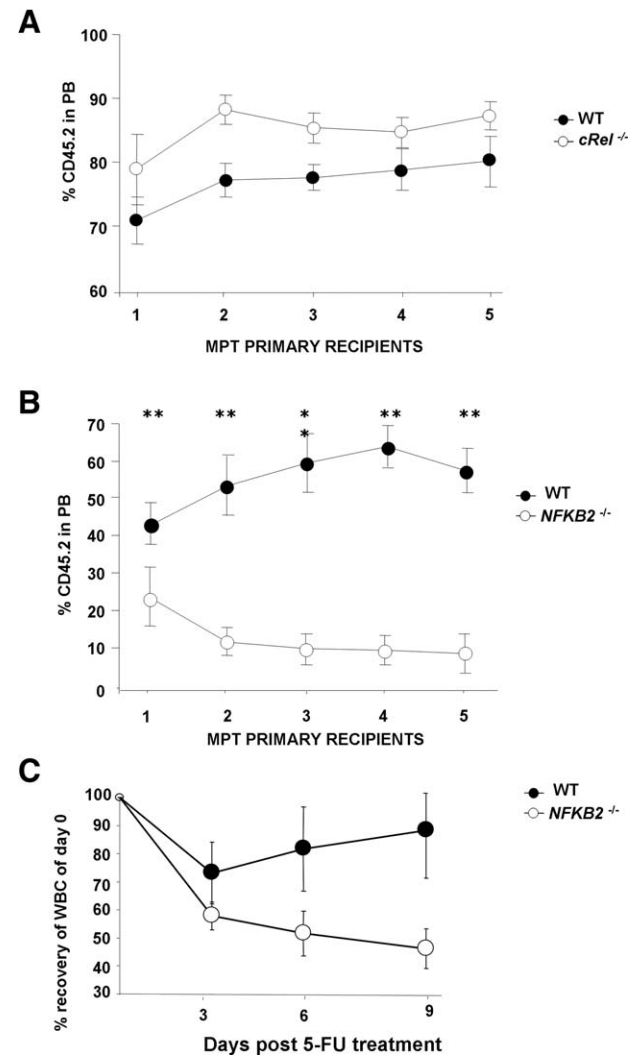 A
% CD45.2 in PB
100
90
80
70
60
1 2 3 4 5
MPT PRIMARY RECIPIENTS
WT
cRel -/-
B
% CD45.2 in PB
70
60
50
40
30
20
10
0
** ** * ** **
*
1 2 3 4 5
MPT PRIMARY RECIPIENTS
WT
NFKB2 -/-
C
% recovery of WBC of day 0
100
90
80
70
60
50
40
30
3 6 9
Days post 5-FU treatment
WT
NFKB2 -/-